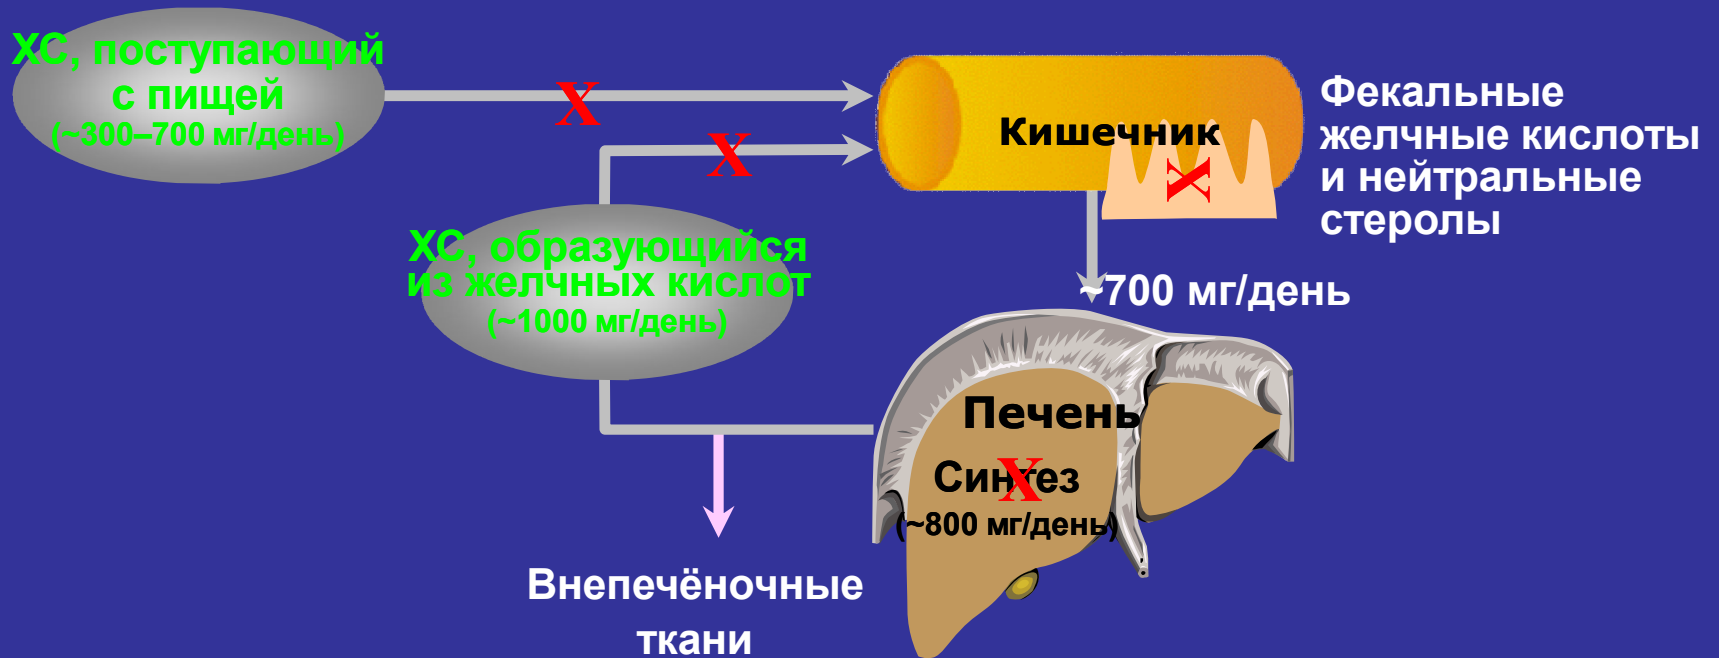 ХС, поступающий
с пищей
(~300–700 мг/день)
X
X
Кишечник
X
Фекальные
желчные кислоты
и нейтральные
стеролы
ХС, образующийся
из желчных кислот
(~1000 мг/день)
~700 мг/день
Печень
Синтез
X
(~800 мг/день)
Внепечёночные
ткани